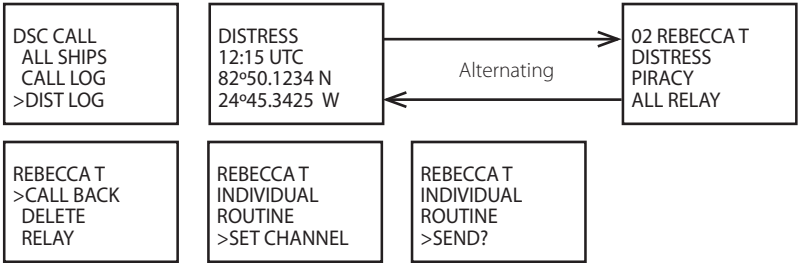 DSC CALL
ALL SHIPS
CALL LOG
>DIST LOG
DISTRESS
12:15 UTC
82º50.1234 N
24º45.3425 W
Alternating
02 REBECCA T
DISTRESS
PIRACY
ALL RELAY
REBECCA T
>CALL BACK
DELETE
RELAY
REBECCA T
INDIVIDUAL
ROUTINE
>SET CHANNEL
REBECCA T
INDIVIDUAL
ROUTINE
>SEND?